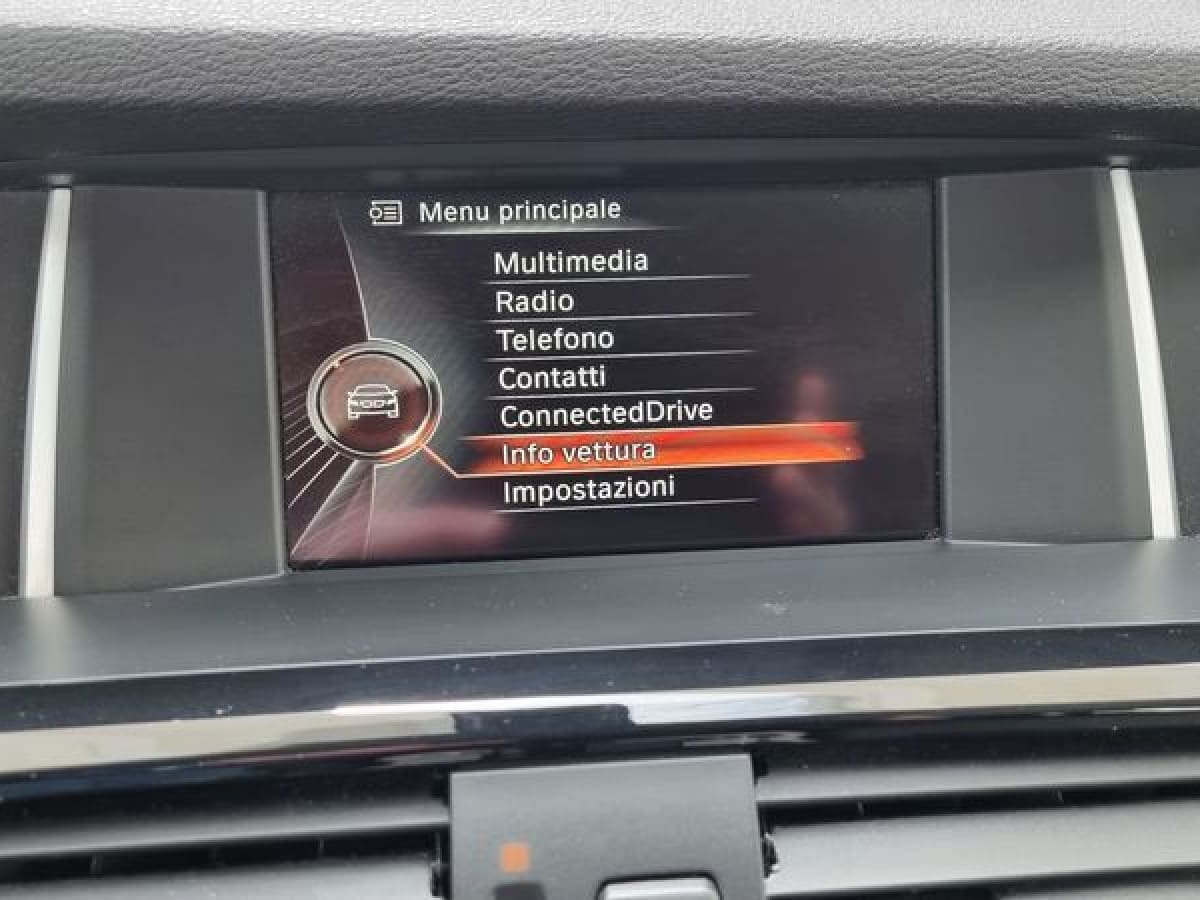 Menu principale
Multimedia
Radio
Telefono
Contatti
ConnectedDrive
Info vettura
Impostazioni